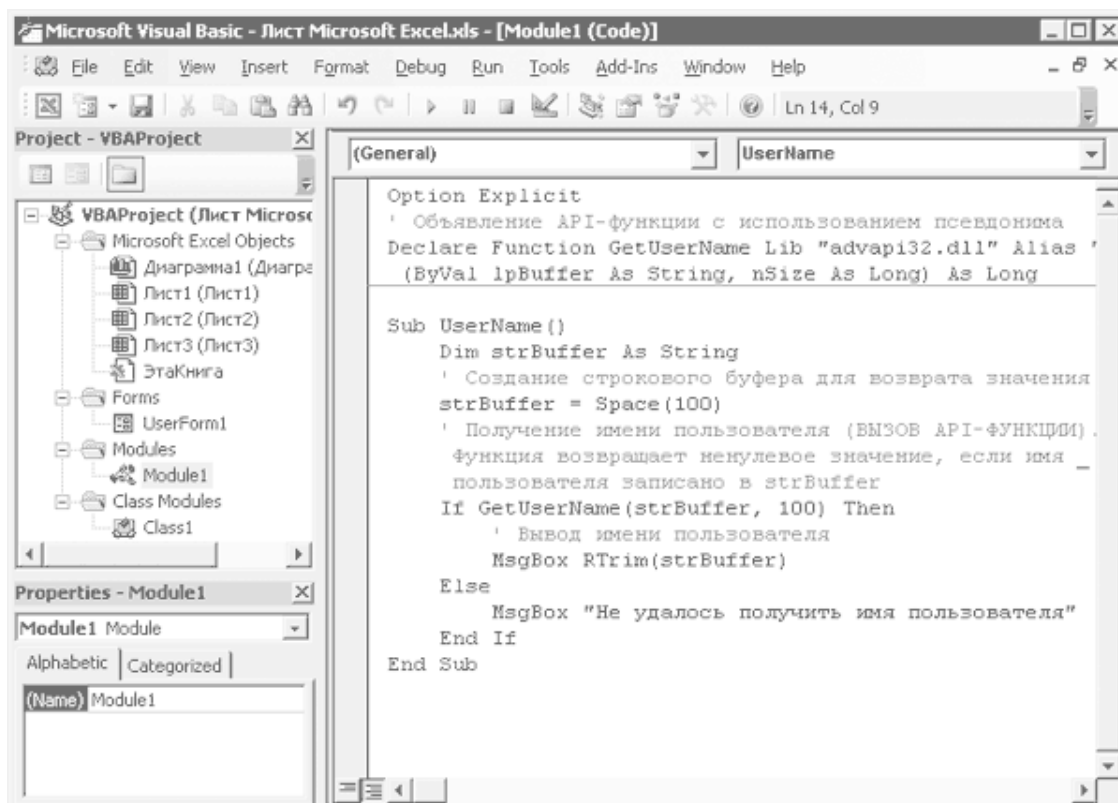 Microsoft Visual Basic - Лист Microsoft Excel.xls - [Module1 (Code)]
File Edit View Insert Format Debug Run Tools Add-Ins Window Help
Ln 14, Col 9
Project - VBAProject
VBAProject (Лист Microsc
Microsoft Excel Objects
Диаграмма1 (Диагра
Лист1 (Лист1)
Лист2 (Лист2)
Лист3 (Лист3)
ЭтаКнига
Forms
UserForm1
Modules
Module1
Class Modules
Class1
Properties - Module1
Module1 Module
Alphabetic Categorized
(Name) Module1
(General) UserName
Option Explicit
' Объявление API-функции с использованием псевдонима
Declare Function GetUserName Lib "advapi32.dll" Alias "
(ByVal lpBuffer As String, nSize As Long) As Long
Sub UserName()
Dim strBuffer As String
' Создание строкового буфера для возврата значения
strBuffer = Space(100)
' Получение имени пользователя (ВЫЗОВ API-ФУНКЦИИ).
Функция возвращает ненулевое значение, если имя _
пользователя записано в strBuffer
If GetUserName(strBuffer, 100) Then
' Вывод имени пользователя
MsgBox RTrim(strBuffer)
Else
MsgBox "Не удалось получить имя пользователя"
End If
End Sub